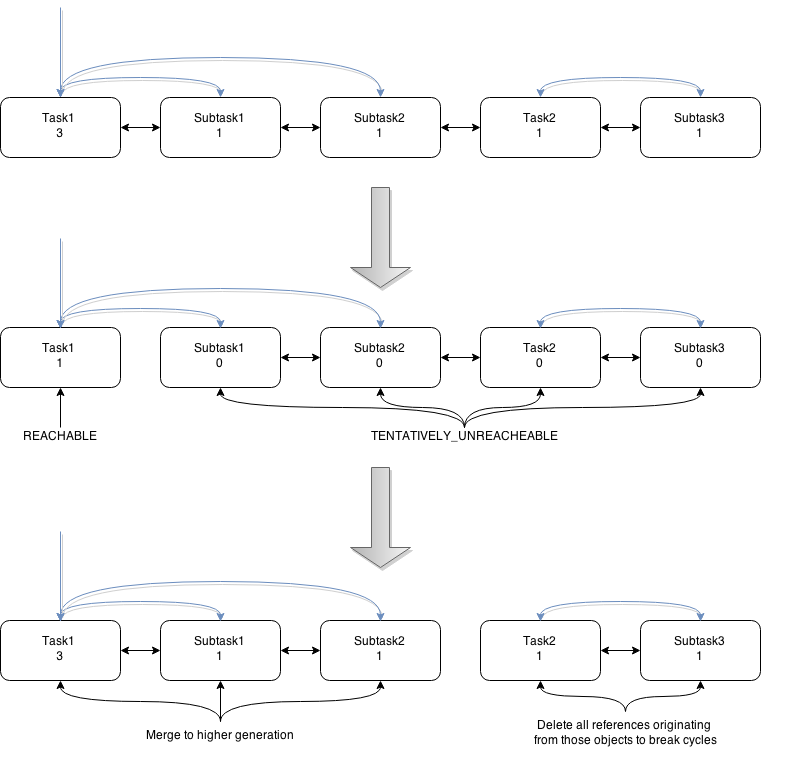 Task1
3
Subtask1
1
Subtask2
1
Task2
1
Subtask3
1
Task1
1
Subtask1
0
Subtask2
0
Task2
0
Subtask3
0
REACHABLE
TENTATIVELY_UNREACHEABLE
Task1
3
Subtask1
1
Subtask2
1
Task2
1
Subtask3
1
Merge to higher generation
Delete all references originating
from those objects to break cycles